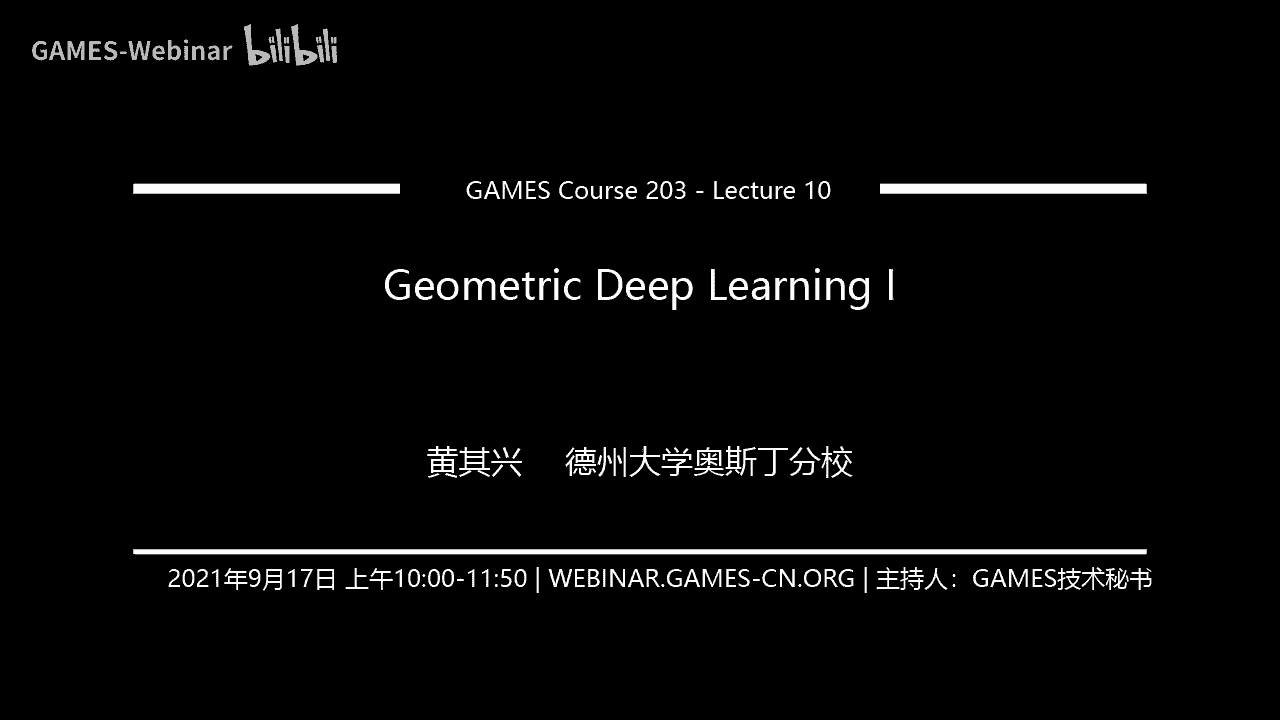 GAMES-Webinar bilibili
GAMES Course 203 - Lecture 10
Geometric Deep Learning I
黄其兴 德州大学奥斯丁分校
2021年9月17日 上午10:00-11:50 | WEBINAR.GAMES-CN.ORG | 主持人：GAMES技术秘书